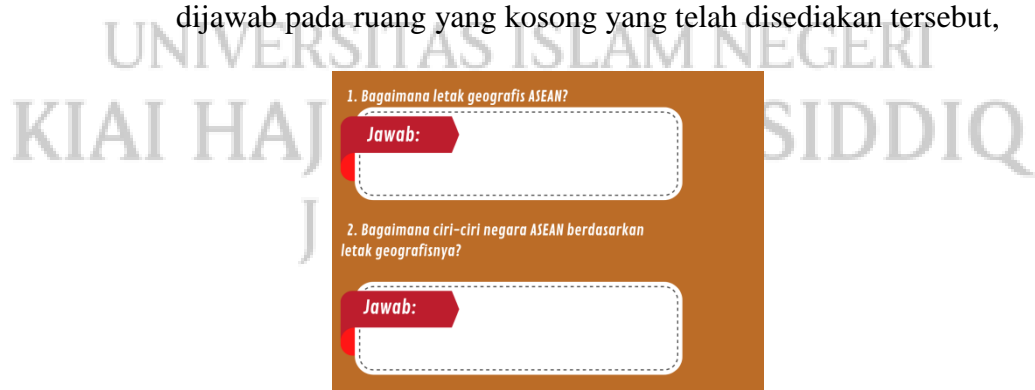 dijawab pada ruang yang kosong yang telah disediakan tersebut,
UNIVERSITAS ISLAM NEGERI
KIAI HAJ SIDDIQ
J
1. Bagaimana letak geografis ASEAN?
Jawab:
2. Bagaimana ciri-ciri negara ASEAN berdasarkan
letak geografisnya?
Jawab: